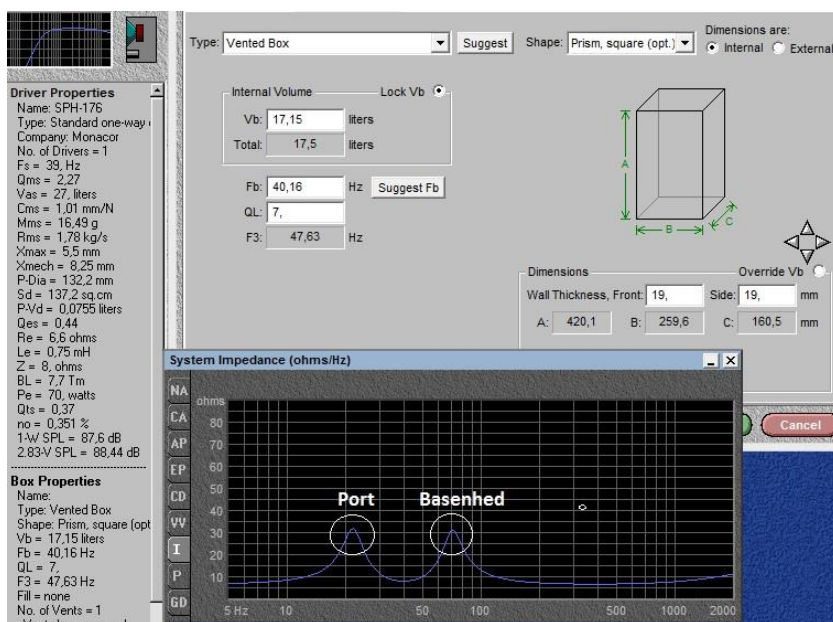 Type: Vented Box Suggest Shape: Prism, square (opt.)
Dimensions are:
Internal External
Driver Properties
Name: SPH-176
Type: Standard one-way
Company: Monacor
No. of Drivers = 1
Fs = 39, Hz
Qms = 2,27
Vas = 27, liters
Cms = 1,01 mm/N
Mms = 16,49 g
Rms = 1,78 kg/s
Xmax = 5,5 mm
Xmech = 8,25 mm
P-Dia = 132,2 mm
Sd = 137,2 sq.cm
P-Vd = 0,0755 liters
Qes = 0,44
Re = 6,6 ohms
Le = 0,75 mH
Z = 8, ohms
BL = 7,7 Tm
Pe = 70, watts
Qts = 0,37
no = 0,351 %
1-W SPL = 87,6 dB
2.83-V SPL = 88,44 dB
Box Properties
Name:
Type: Vented Box
Shape: Prism, square (opt
Vb = 17,15 liters
Fb = 40,16 Hz
QL = 7,
F3 = 47,63 Hz
Fill = none
No. of Vents = 1
Internal Volume Lock Vb
Vb: 17,15 liters
Total: 17,5 liters
Fb: 40,16 Hz Suggest Fb
QL: 7,
F3: 47,63 Hz
A
B
C
Dimensions Override Vb
Wall Thickness, Front: 19, Side: 19, mm
A: 420,1 B: 259,6 C: 160,5 mm
Cancel
System Impedance (ohms/Hz)
NA
CA
AP
EP
CD
VV
I
P
GD
ohms
80
70
60
50
40
30
20
10
Port Basenhed
5 Hz 10 50 100 500 1000 2000